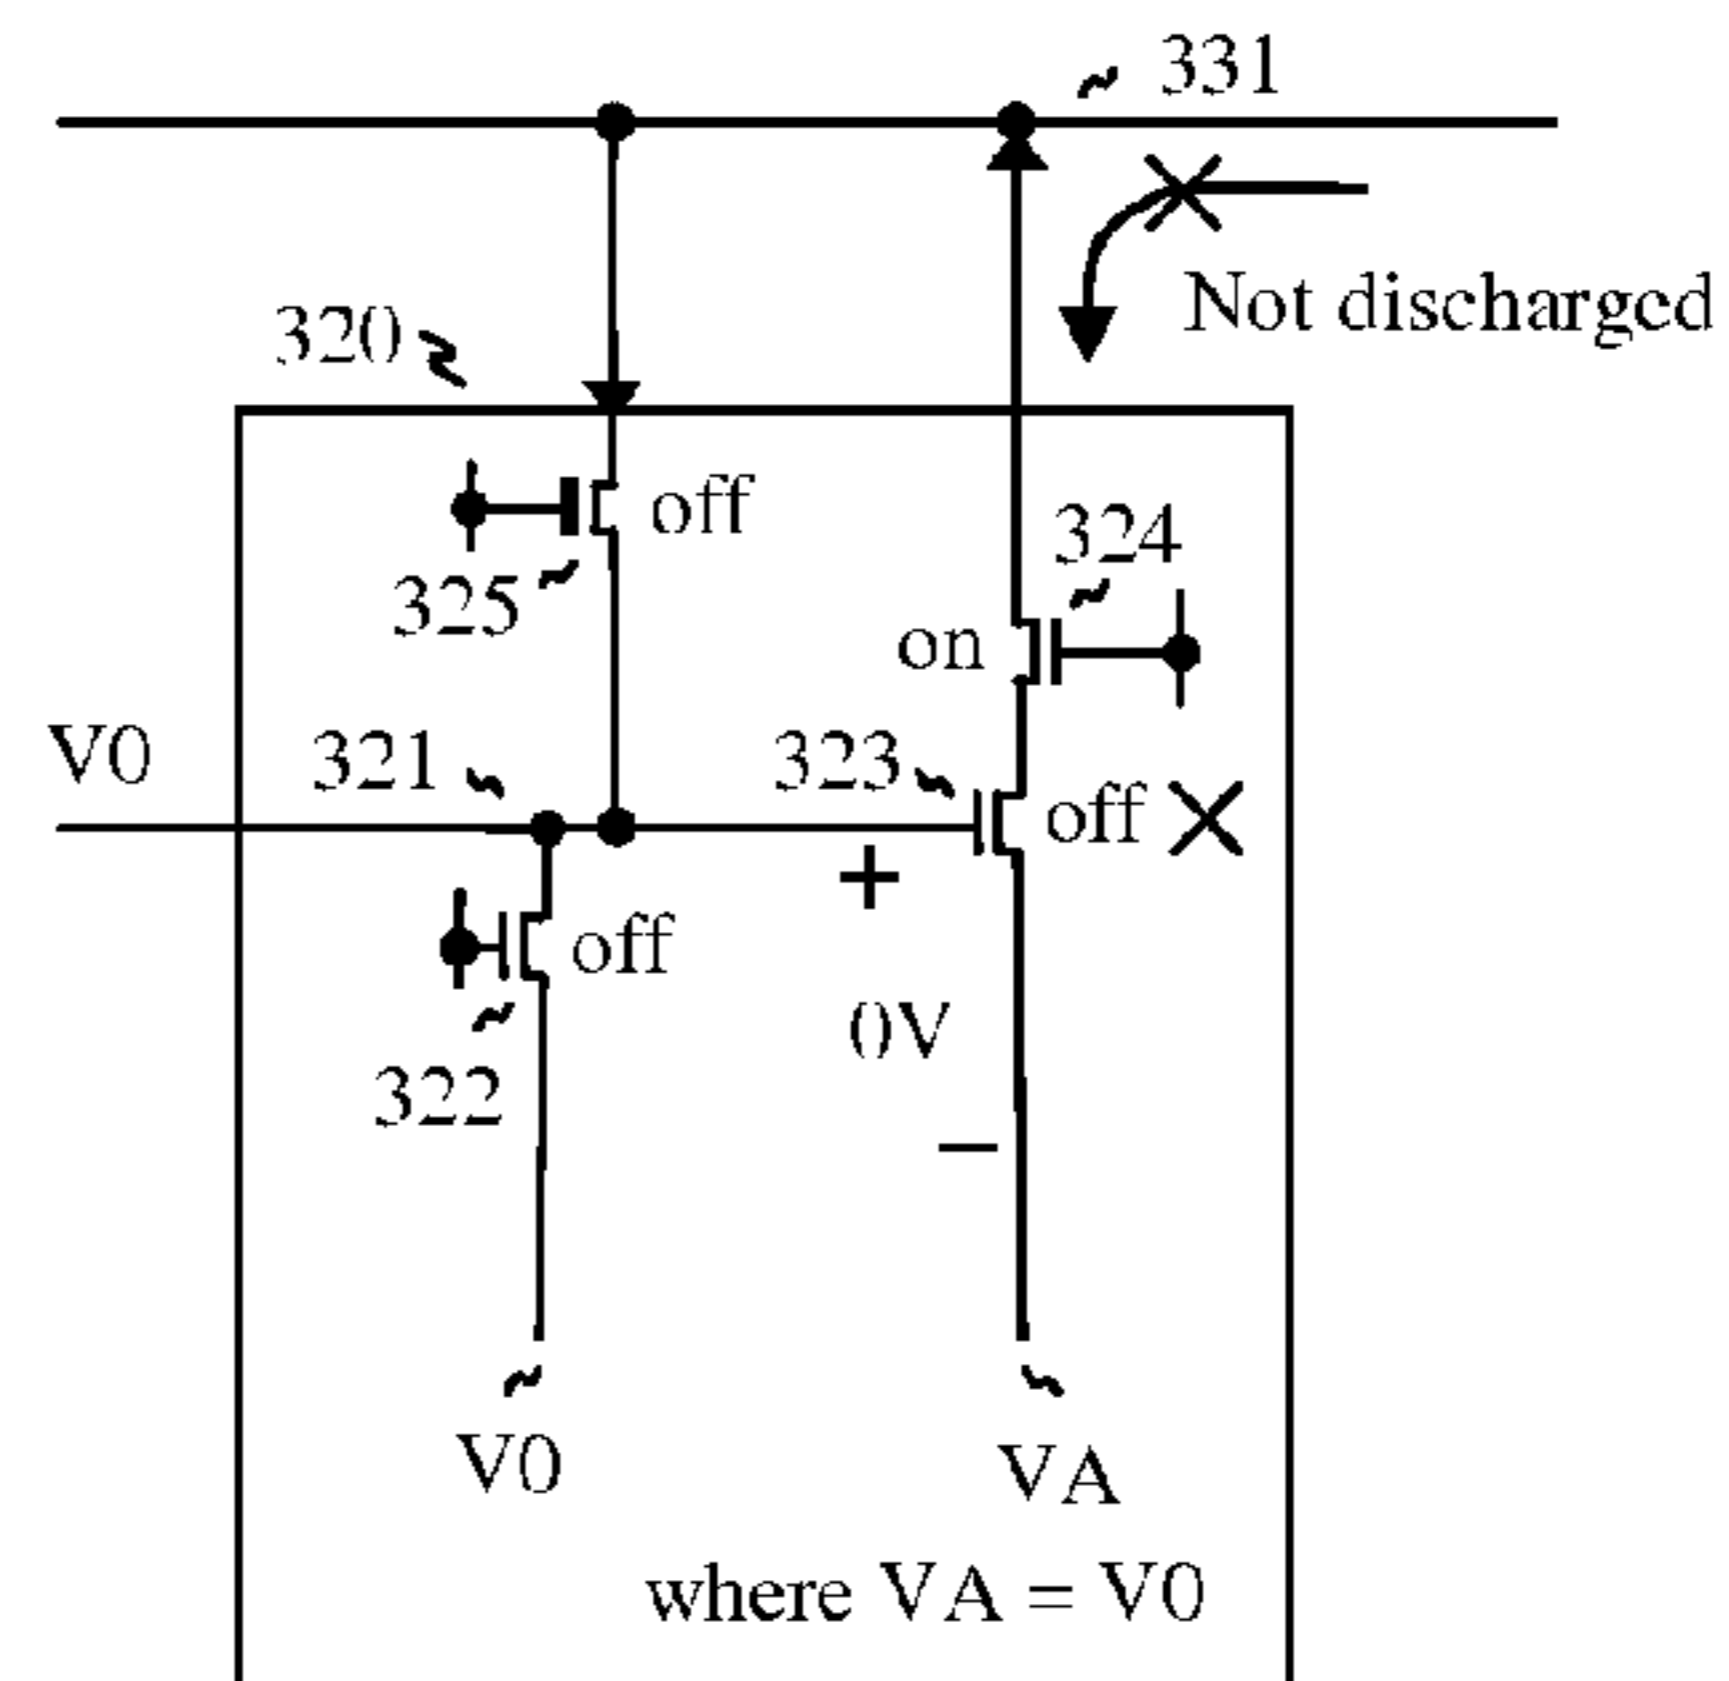 331
Not discharged
320
off
324
325
on
V0
321
323
off
off
322
+
0V
−
V0
VA
where VA = V0